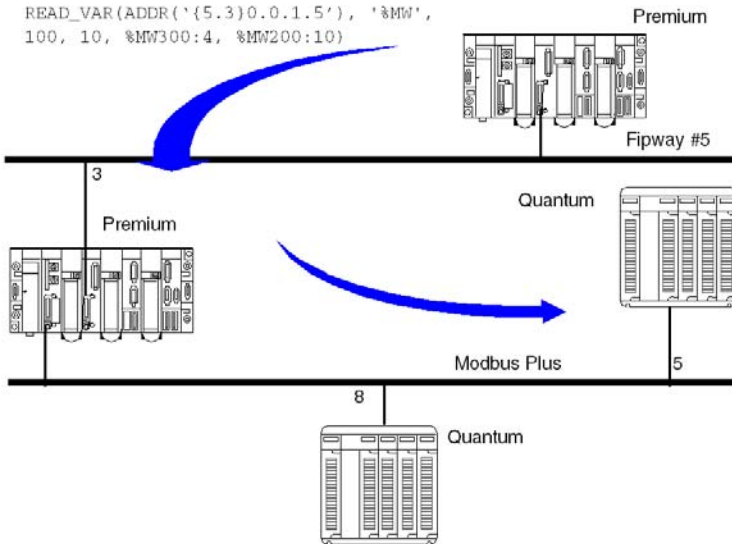 READ_VAR(ADDR('{5.3}0.0.1.5'), '%MW',
100, 10, %MW300:4, %MW200:10)
Premium
Fipway #5
3
Quantum
Premium
Modbus Plus
5
8
Quantum